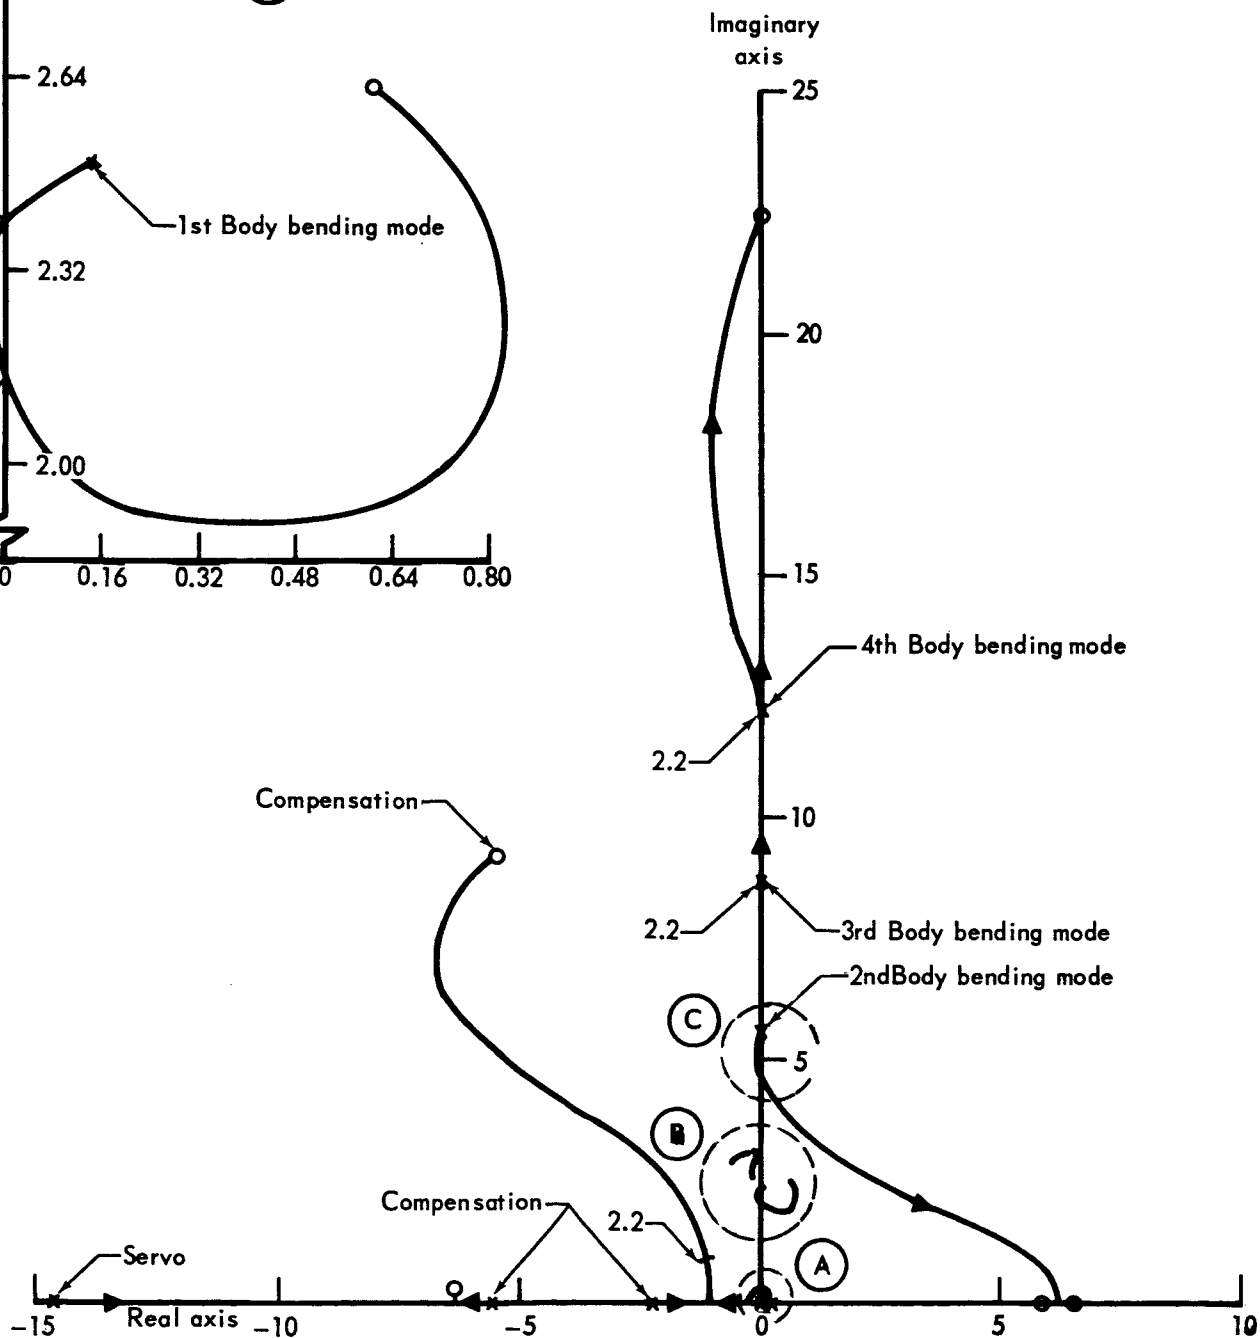 Imaginary
axis
25
2.64
1st Body bending mode
2.32
20
2.00
0 0.16 0.32 0.48 0.64 0.80
15
4th Body bending mode
2.2
Compensation
10
2.2
3rd Body bending mode
2ndBody bending mode
C
5
B
Compensation
2.2
Servo
A
Real axis
-15 -10 -5 0 5 10